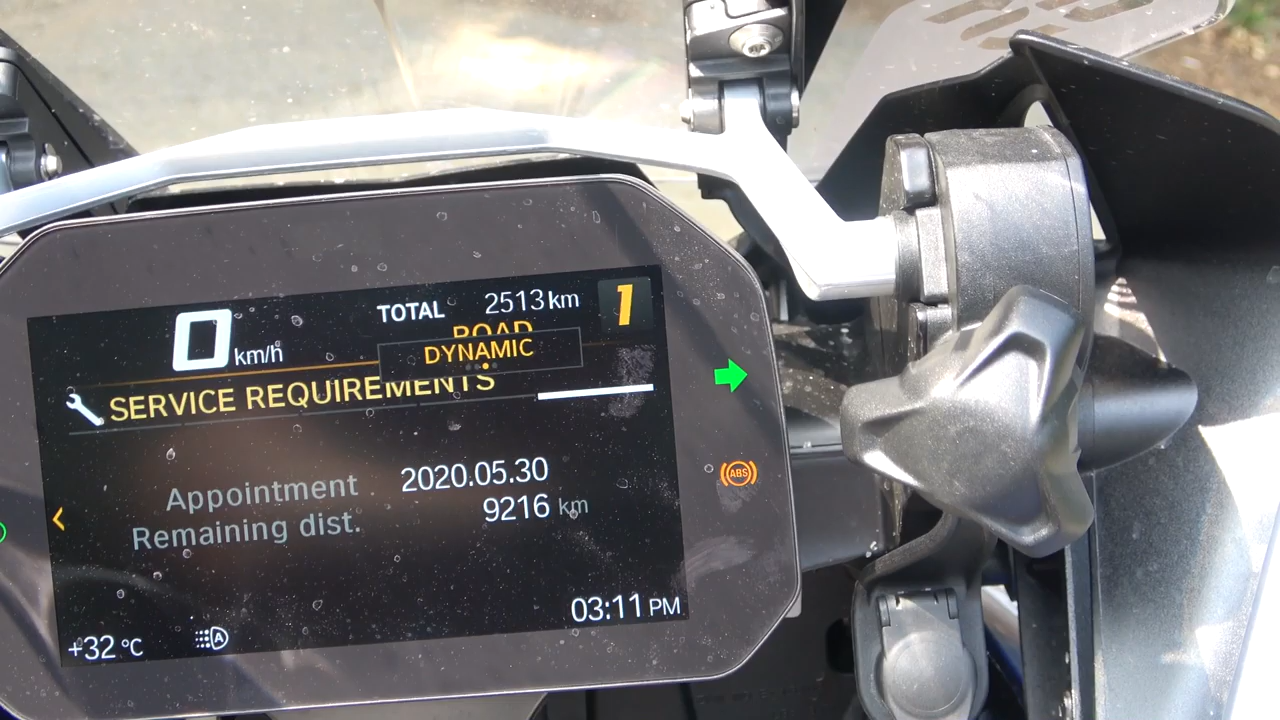 TOTAL 2513 km 1
0 km/h
ROAD
DYNAMIC
SERVICE REQUIREMENTS
Appointment 2020.05.30
Remaining dist. 9216 km
ABS
03:11 PM
+32 °C A